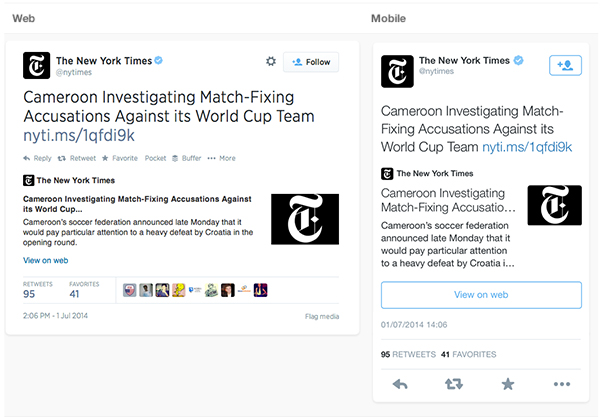 Web
The New York Times
@nytimes
Follow
Cameroon Investigating Match-Fixing
Accusations Against its World Cup Team
nyti.ms/1qfdi9k
Reply Retweet Favorite Pocket Buffer ••• More
The New York Times
Cameroon Investigating Match-Fixing Accusations Against
its World Cup...
Cameroon's soccer federation announced late Monday that it
would pay particular attention to a heavy defeat by Croatia in the
opening round.
View on web
RETWEETS FAVORITES
95 41
2:06 PM - 1 Jul 2014 Flag media
Mobile
The New York Times
@nytimes
Cameroon Investigating Match-
Fixing Accusations Against its
World Cup Team nyti.ms/1qfdi9k
The New York Times
Cameroon Investigating
Match-Fixing Accusatio...
Cameroon's soccer federation
announced late Monday that it
would pay particular attention
to a heavy defeat by Croatia i...
View on web
01/07/2014 14:06
95 RETWEETS 41 FAVORITES